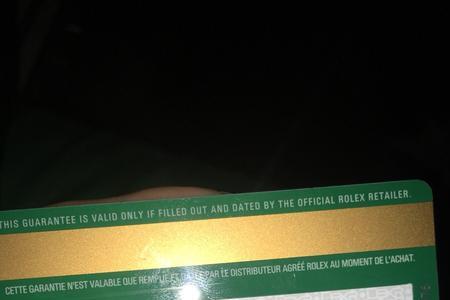 THIS GUARANTEE IS VALID ONLY IF FILLED OUT AND DATED BY THE OFFICIAL ROLEX RETAILER.
CETTE GARANTIE N'EST VALABLE QUE REMPLIE ET DATÉE PAR LE DISTRIBUTEUR AGRÉÉ ROLEX AU MOMENT DE L'ACHAT.